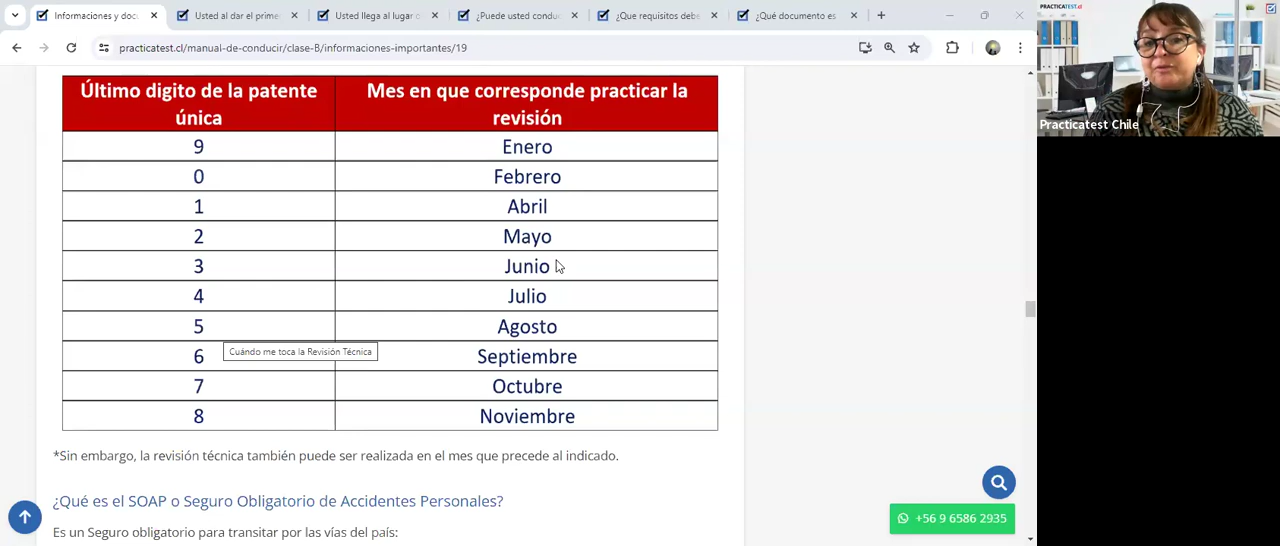 Informaciones y docu
Usted al dar el prime
Usted llega al lugar o
¿Puede usted condu
¿Que requisitos debe
¿Qué documento es
practicatest.cl/manual-de-conducir/clase-B/informaciones-importantes/19
PRACTICATEST.cl
Practicatest Chile
Último digito de la patente única
Mes en que corresponde practicar la revisión
9 Enero
0 Febrero
1 Abril
2 Mayo
3 Junio
4 Julio
5 Agosto
Cuándo me toca la Revisión Técnica
6 Septiembre
7 Octubre
8 Noviembre
*Sin embargo, la revisión técnica también puede ser realizada en el mes que precede al indicado.
¿Qué es el SOAP o Seguro Obligatorio de Accidentes Personales?
Es un Seguro obligatorio para transitar por las vías del país:
+56 9 6586 2935